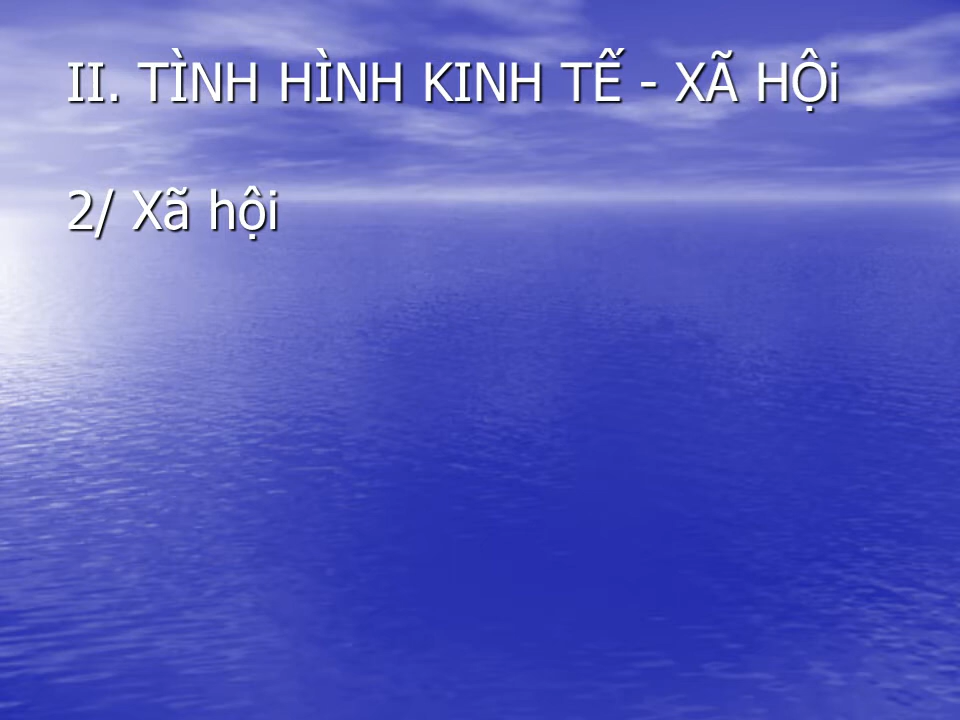 II. TÌNH HÌNH KINH TẾ - XÃ HỘi
2/ Xã hội